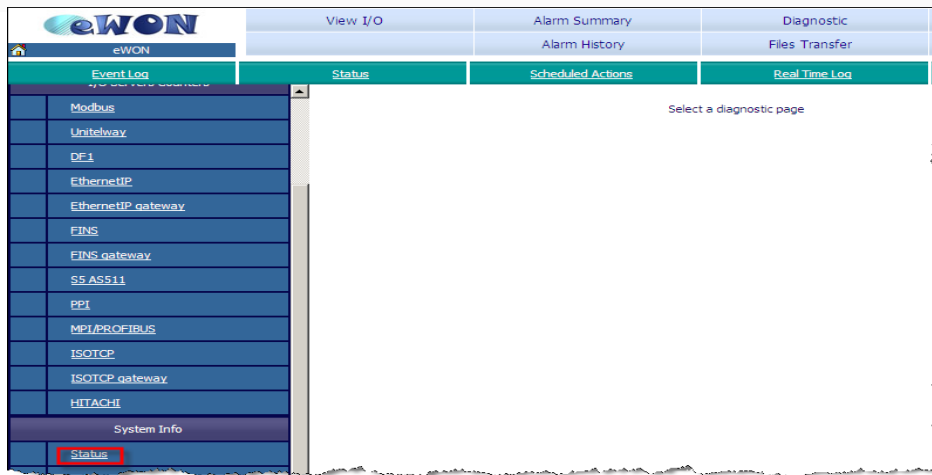 eWON
View I/O
Alarm Summary
Diagnostic
eWON
Alarm History
Files Transfer
Event Log
Status
Scheduled Actions
Real Time Log
I/O Servers Counters
Select a diagnostic page
Modbus
Unitelway
DF1
EthernetIP
EthernetIP gateway
FINS
FINS gateway
S5 AS511
PPI
MPI/PROFIBUS
ISOTCP
ISOTCP gateway
HITACHI
System Info
Status